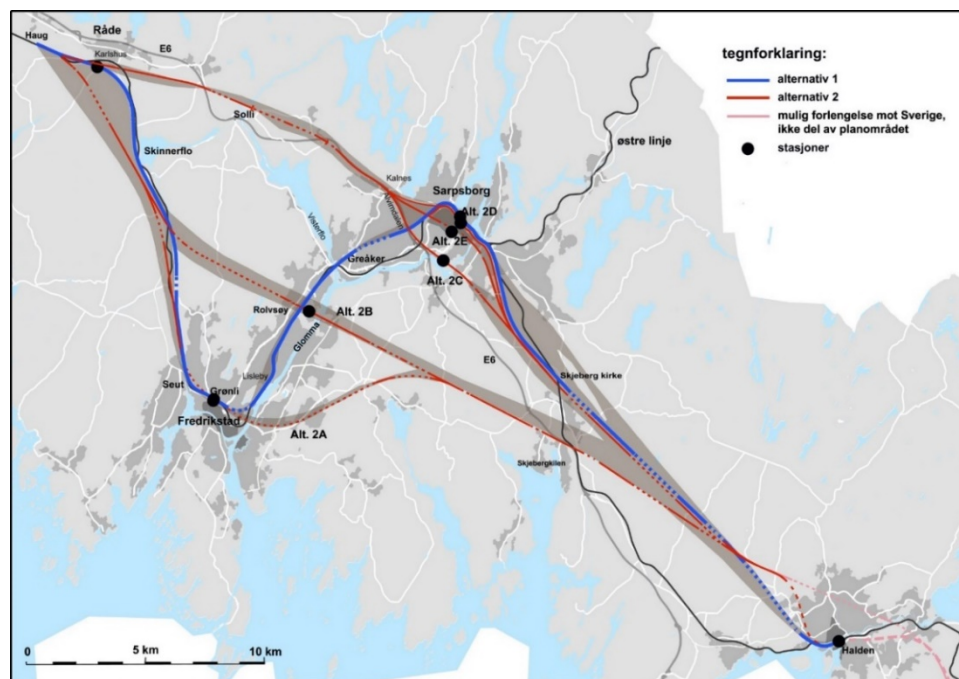 Råde
Haug
E6
Karlshus
Solli
Skinnerflo
tegnforklaring:
alternativ 1
alternativ 2
mulig forlengelse mot Sverige,
ikke del av planområdet
stasjoner
østre linje
Kalnes
Sarpsborg
Alvimdalen
Alt. 2D
Visterflo
Alt. 2E
Greåker
Alt. 2C
Rolvsøy
Alt. 2B
Glomma
E6
Lisleby
Skjeberg kirke
Seut
Grønli
Fredrikstad
Alt. 2A
Skjebergkilen
Halden
0
5 km
10 km